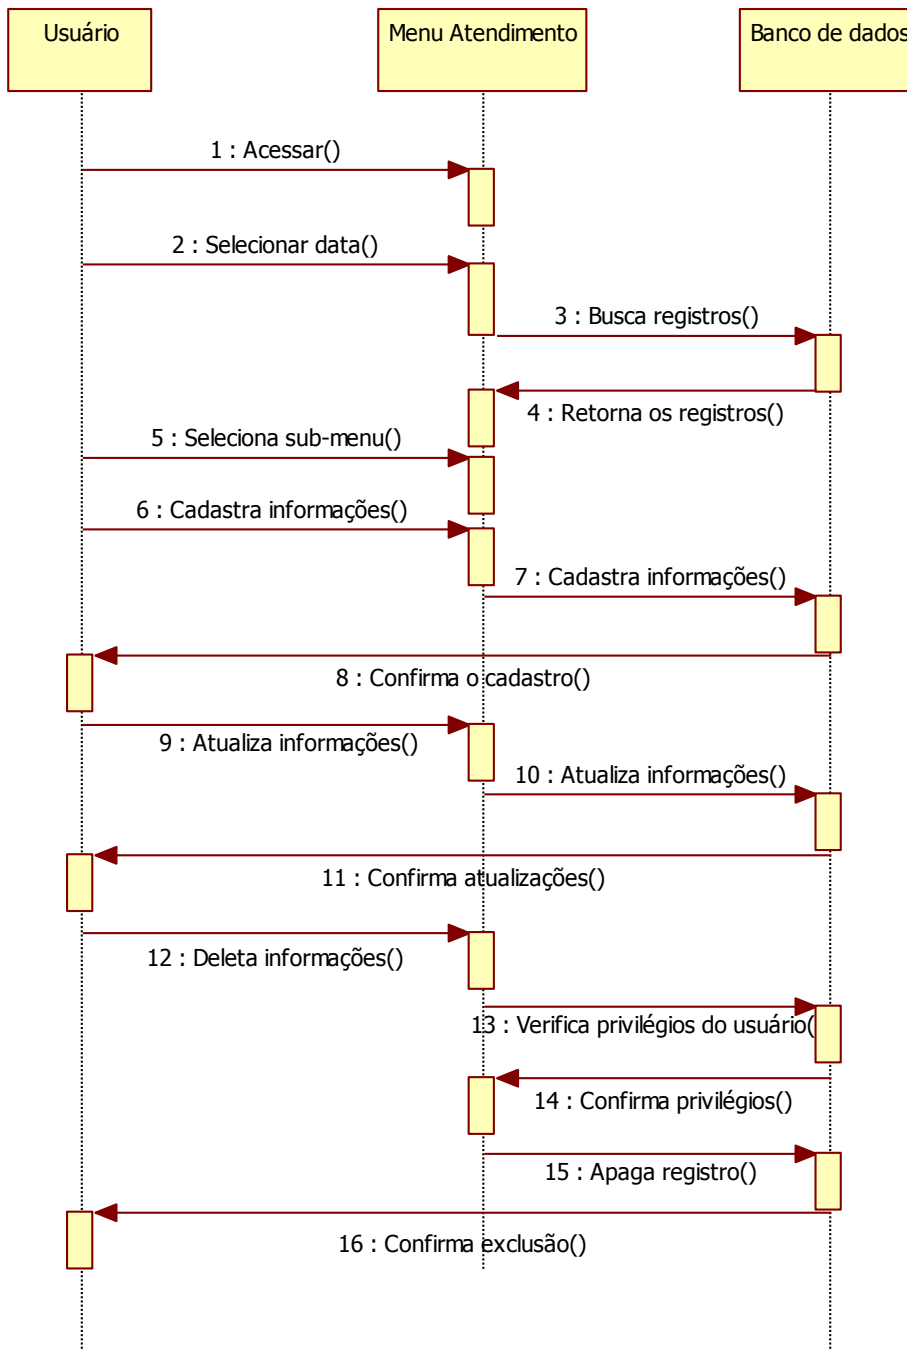 Usuário
Menu Atendimento
Banco de dados
1 : Acessar()
2 : Selecionar data()
3 : Busca registros()
4 : Retorna os registros()
5 : Seleciona sub-menu()
6 : Cadastra informações()
7 : Cadastra informações()
8 : Confirma o cadastro()
9 : Atualiza informações()
10 : Atualiza informações()
11 : Confirma atualizações()
12 : Deleta informações()
13 : Verifica privilégios do usuário(
14 : Confirma privilégios()
15 : Apaga registro()
16 : Confirma exclusão()